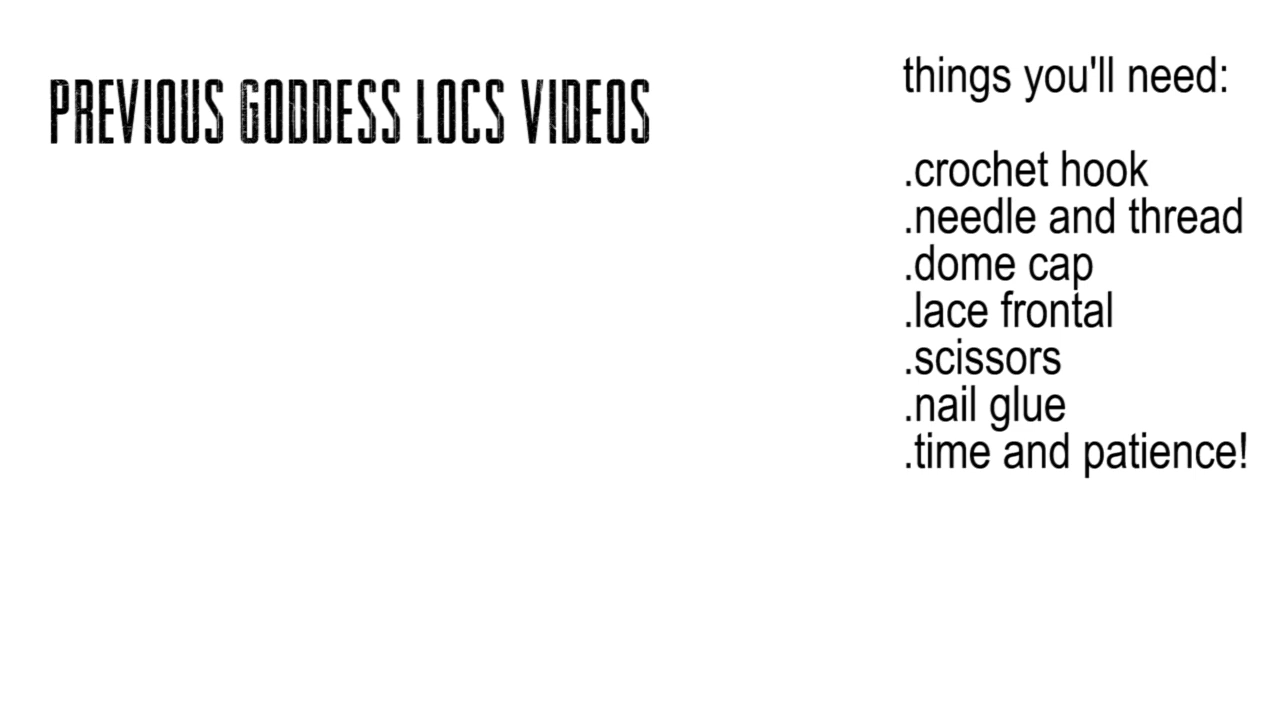 PREVIOUS GODDESS LOCS VIDEOS
things you'll need:
.crochet hook
.needle and thread
.dome cap
.lace frontal
.scissors
.nail glue
.time and patience!